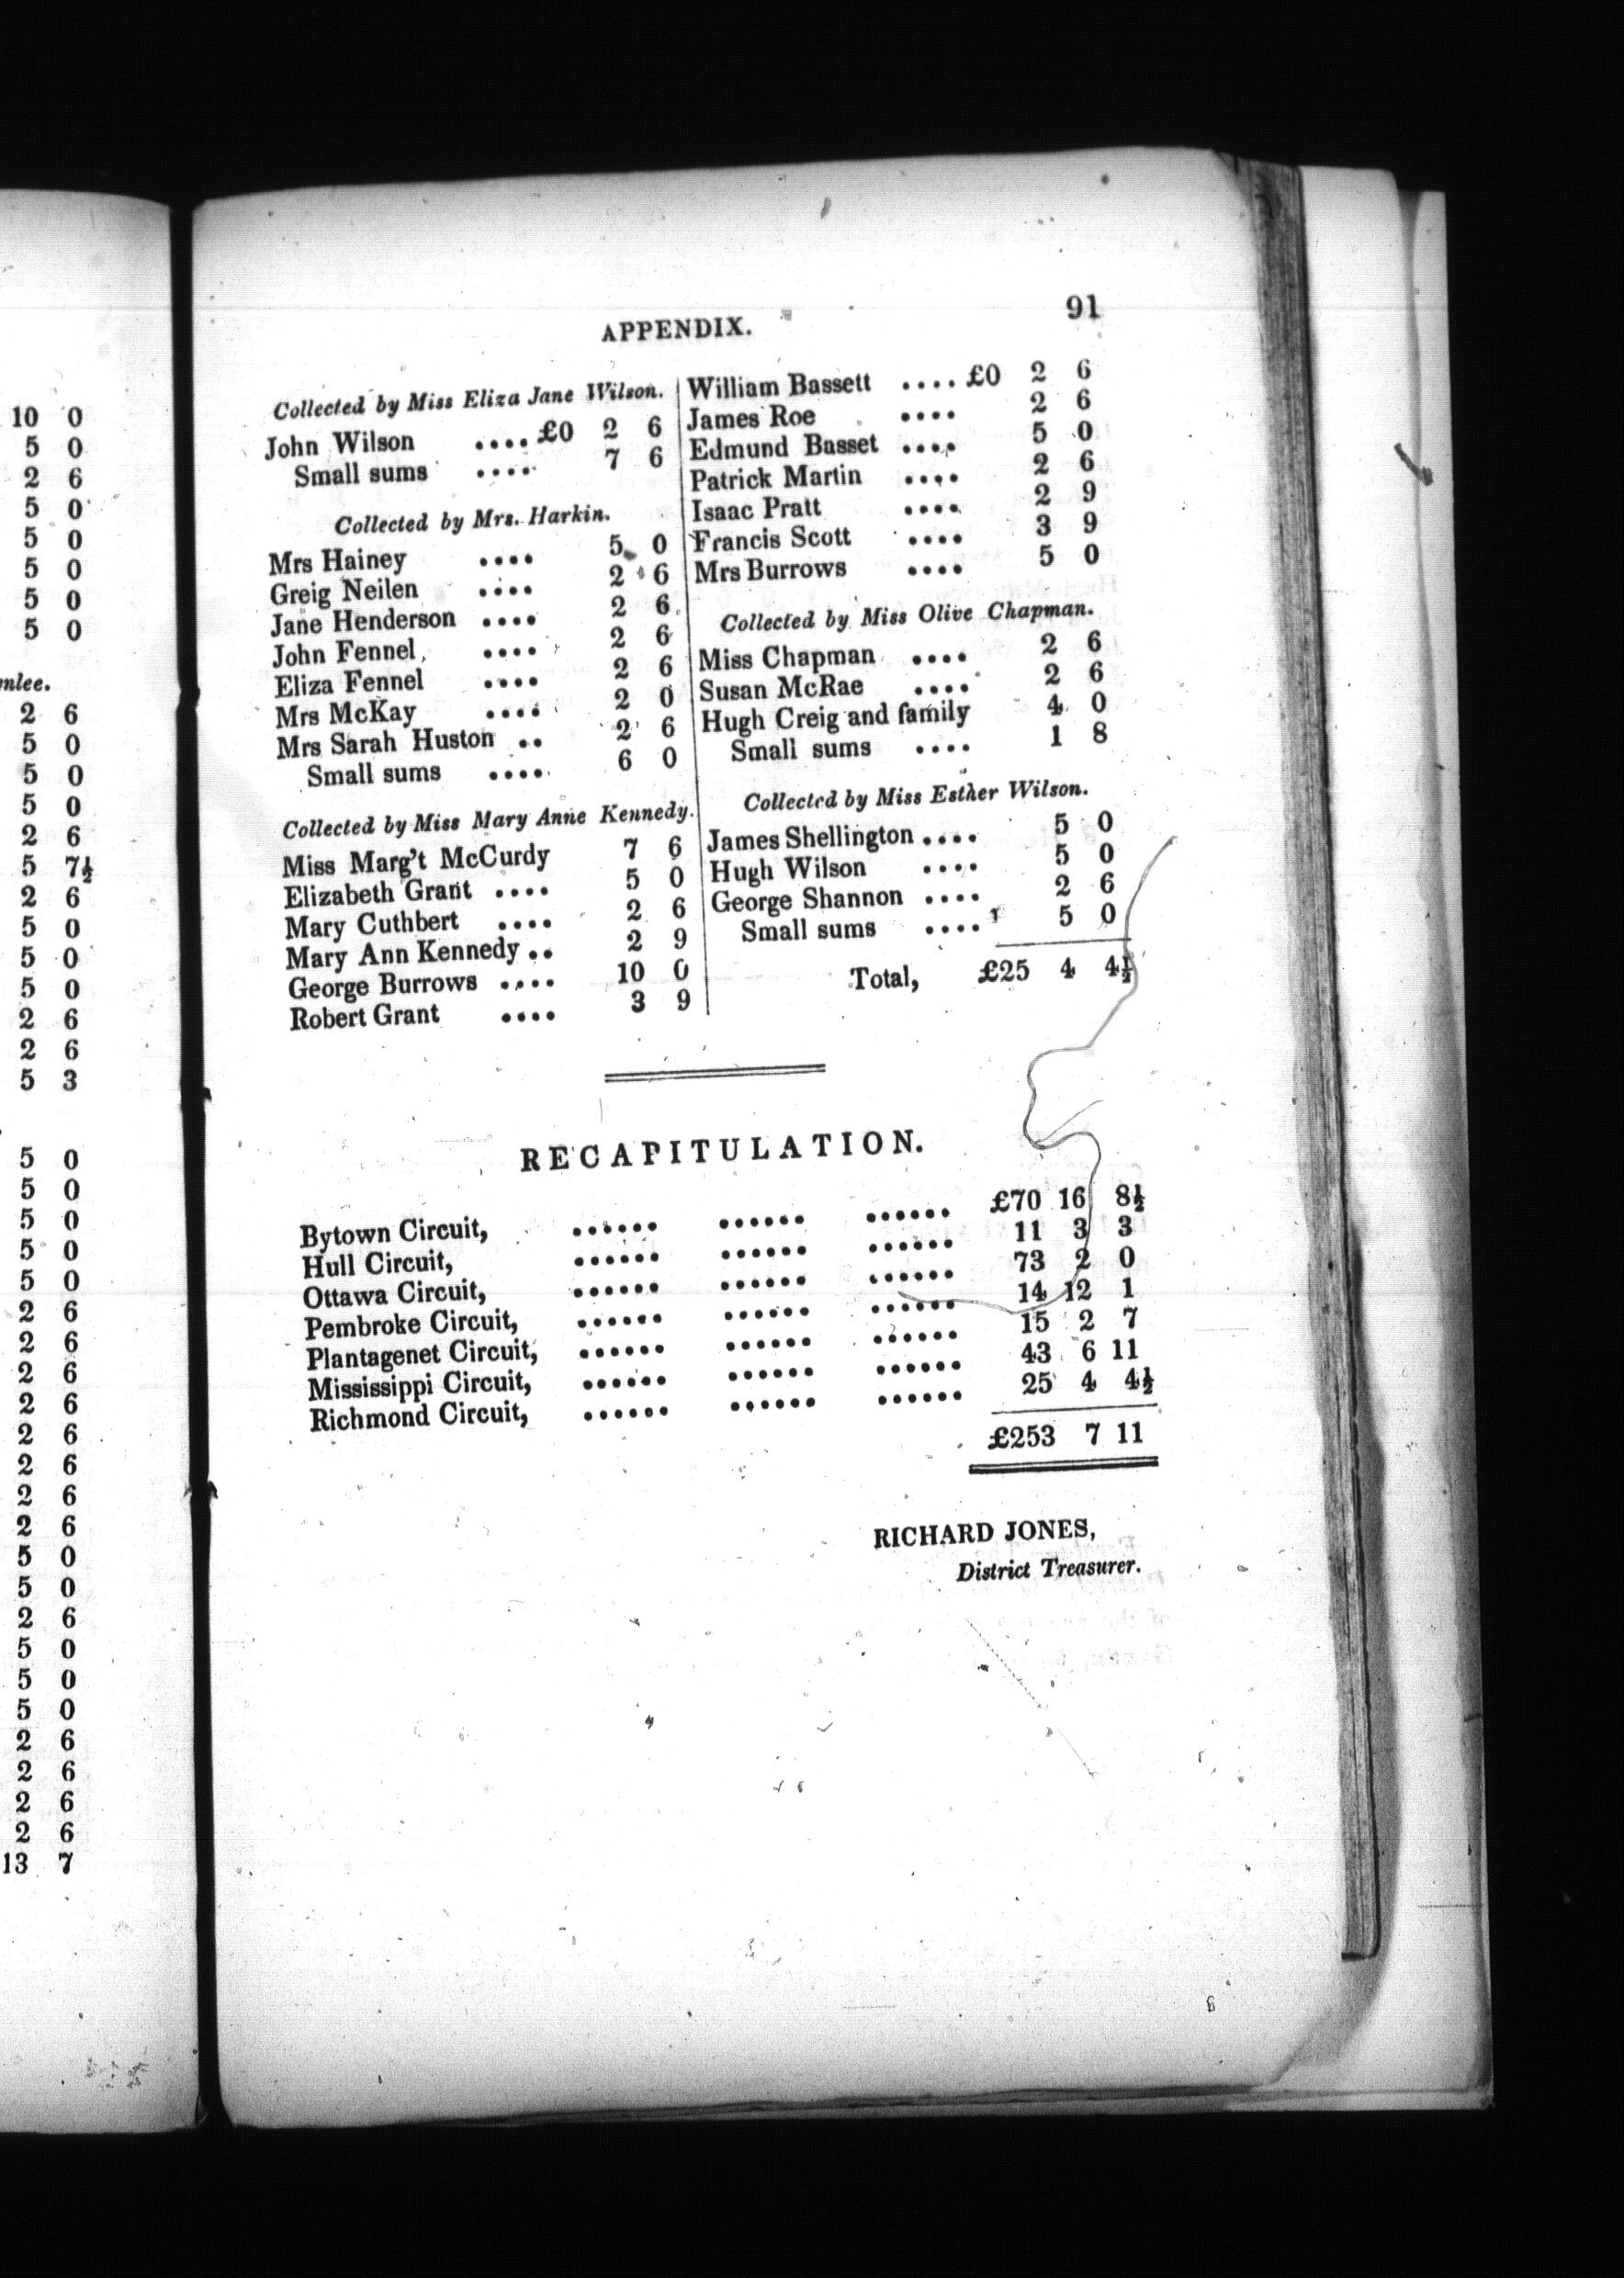 10 0
5 0
2 6
5 0
5 0
5 0
5 0
5 0
2 6
5 0
5 0
5 0
2 6
5 7½
2 6
5 0
5 0
5 0
2 6
2 6
5 3
5 0
5 0
5 0
5 0
5 0
2 6
2 6
2 6
2 6
2 6
2 6
2 6
2 6
5 0
5 0
2 6
5 0
5 0
5 0
2 6
2 6
2 6
2 6
13 7
APPENDIX. 91
Collected by Miss Eliza Jane Wilson.
John Wilson .... £0 2 6
Small sums .... 7 6
Collected by Mrs. Harkin.
Mrs Hainey .... 5 0
Greig Neilen .... 2 6
Jane Henderson .... 2 6
John Fennel, .... 2 6
Eliza Fennel .... 2 6
Mrs McKay .... 2 0
Mrs Sarah Huston .. 2 6
Small sums .... 6 0
Collected by Miss Mary Anne Kennedy.
Miss Marg't McCurdy 7 6
Elizabeth Grant .... 5 0
Mary Cuthbert .... 2 6
Mary Ann Kennedy .. 2 9
George Burrows .... 10 0
Robert Grant .... 3 9
William Bassett .... £0 2 6
James Roe .... 2 6
Edmund Basset .... 5 0
Patrick Martin .... 2 6
Isaac Pratt .... 2 9
Francis Scott .... 3 9
Mrs Burrows .... 5 0
Collected by Miss Olive Chapman.
Miss Chapman .... 2 6
Susan McRae .... 2 6
Hugh Creig and family 4 0
Small sums .... 1 8
Collected by Miss Esther Wilson.
James Shellington .... 5 0
Hugh Wilson .... 5 0
George Shannon .... 2 6
Small sums .... 5 0
Total, £25 4 4½
RECAPITULATION.
Bytown Circuit, ...... ...... ...... £70 16 8½
Hull Circuit, ...... ...... ...... 11 3 3
Ottawa Circuit, ...... ...... ...... 73 2 0
Pembroke Circuit, ...... ...... ...... 14 12 1
Plantagenet Circuit, ...... ...... ...... 15 2 7
Mississippi Circuit, ...... ...... ...... 43 6 11
Richmond Circuit, ...... ...... ...... 25 4 4½
£253 7 11
RICHARD JONES,
District Treasurer.